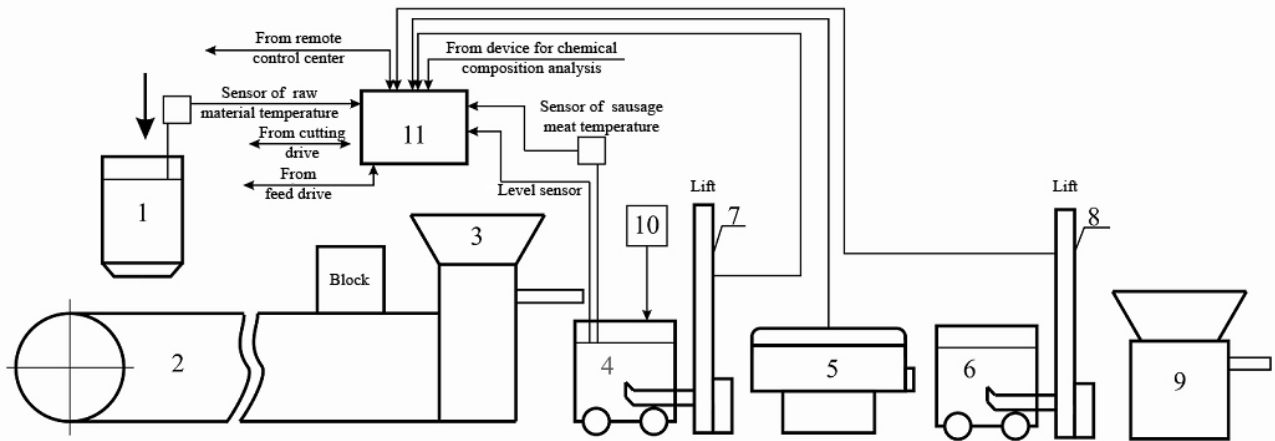 From remote
control center
From device for chemical
composition analysis
Sensor of raw
material temperature
Sensor of sausage
meat temperature
11
From cutting
drive
From
feed drive
Level sensor
Lift
Lift
1
3
10
7
8
Block
2
4
5
6
9